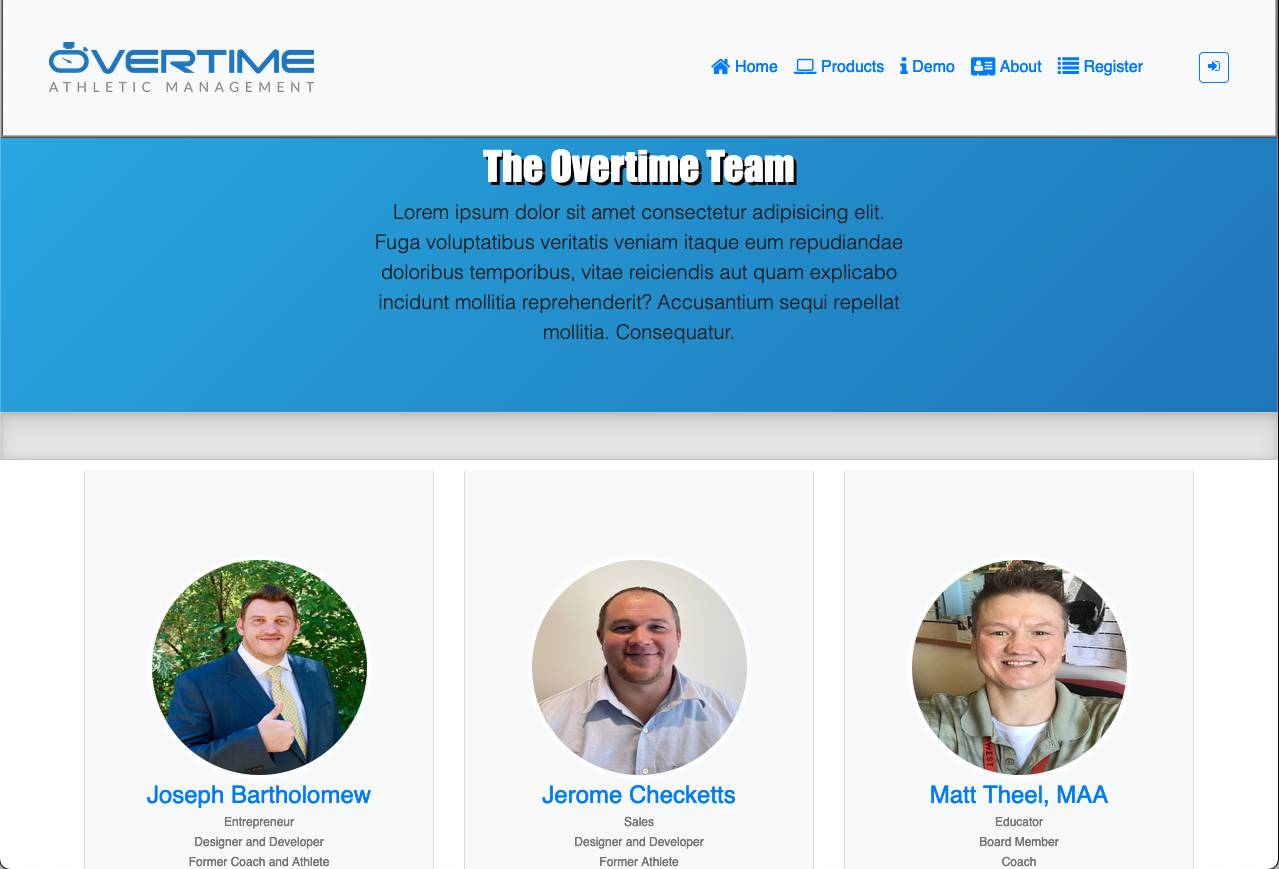 OVERTIME
ATHLETIC MANAGEMENT
Home Products Demo About Register
The Overtime Team
Lorem ipsum dolor sit amet consectetur adipisicing elit.
Fuga voluptatibus veritatis veniam itaque eum repudiandae
doloribus temporibus, vitae reiciendis aut quam explicabo
incidunt mollitia reprehenderit? Accusantium sequi repellat
mollitia. Consequatur.
WEST
Joseph Bartholomew
Entrepreneur
Designer and Developer
Former Coach and Athlete
Jerome Checketts
Sales
Designer and Developer
Former Athlete
Matt Theel, MAA
Educator
Board Member
Coach